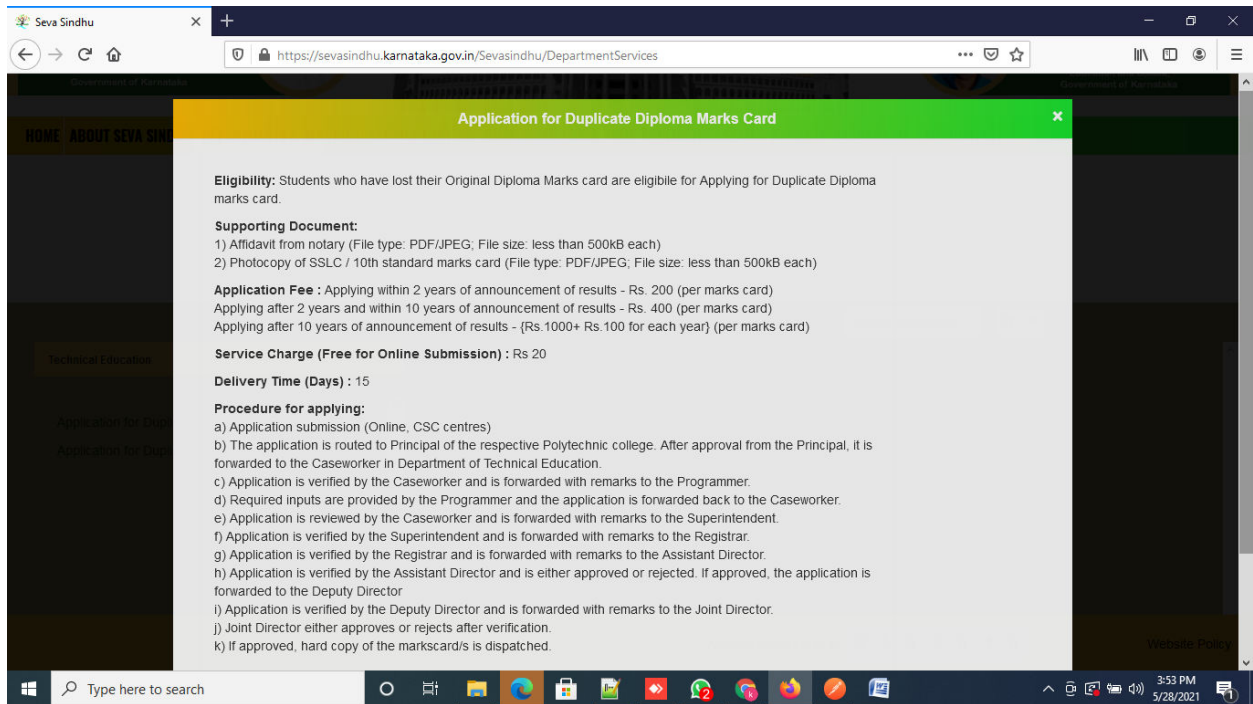 Seva Sindhu
https://sevasindhu.karnataka.gov.in/Sevasindhu/DepartmentServices
Government of Karnataka
Government of Karnataka
HOME ABOUT SEVA SIND
Application for Duplicate Diploma Marks Card
Eligibility: Students who have lost their Original Diploma Marks card are eligibile for Applying for Duplicate Diploma
marks card.
Supporting Document:
1) Affidavit from notary (File type: PDF/JPEG; File size: less than 500kB each)
2) Photocopy of SSLC / 10th standard marks card (File type: PDF/JPEG; File size: less than 500kB each)
Application Fee : Applying within 2 years of announcement of results - Rs. 200 (per marks card)
Applying after 2 years and within 10 years of announcement of results - Rs. 400 (per marks card)
Applying after 10 years of announcement of results - {Rs.1000+ Rs.100 for each year} (per marks card)
Service Charge (Free for Online Submission) : Rs 20
Delivery Time (Days) : 15
Procedure for applying:
a) Application submission (Online, CSC centres)
b) The application is routed to Principal of the respective Polytechnic college. After approval from the Principal, it is
forwarded to the Caseworker in Department of Technical Education.
c) Application is verified by the Caseworker and is forwarded with remarks to the Programmer.
d) Required inputs are provided by the Programmer and the application is forwarded back to the Caseworker.
e) Application is reviewed by the Caseworker and is forwarded with remarks to the Superintendent.
f) Application is verified by the Superintendent and is forwarded with remarks to the Registrar.
g) Application is verified by the Registrar and is forwarded with remarks to the Assistant Director.
h) Application is verified by the Assistant Director and is either approved or rejected. If approved, the application is
forwarded to the Deputy Director
i) Application is verified by the Deputy Director and is forwarded with remarks to the Joint Director.
j) Joint Director either approves or rejects after verification.
k) If approved, hard copy of the markscard/s is dispatched.
Technical Education
Application for Dupl
Application for Dupl
Website Policy
Type here to search
3:53 PM
5/28/2021